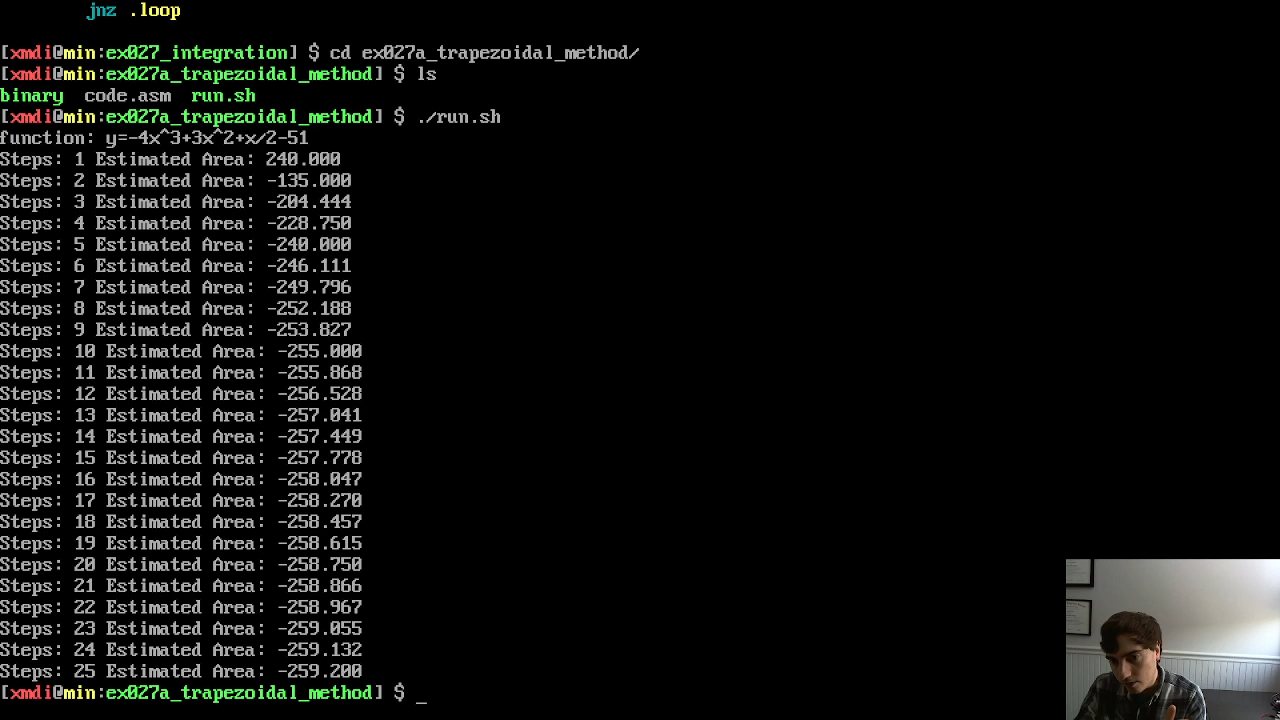 jnz .loop
[xmdi@min:ex027_integration] $ cd ex027a_trapezoidal_method/
[xmdi@min:ex027a_trapezoidal_method] $ ls
binary code.asm run.sh
[xmdi@min:ex027a_trapezoidal_method] $ ./run.sh
function: y=-4x^3+3x^2+x/2-51
Steps: 1 Estimated Area: 240.000
Steps: 2 Estimated Area: -135.000
Steps: 3 Estimated Area: -204.444
Steps: 4 Estimated Area: -228.750
Steps: 5 Estimated Area: -240.000
Steps: 6 Estimated Area: -246.111
Steps: 7 Estimated Area: -249.796
Steps: 8 Estimated Area: -252.188
Steps: 9 Estimated Area: -253.827
Steps: 10 Estimated Area: -255.000
Steps: 11 Estimated Area: -255.868
Steps: 12 Estimated Area: -256.528
Steps: 13 Estimated Area: -257.041
Steps: 14 Estimated Area: -257.449
Steps: 15 Estimated Area: -257.778
Steps: 16 Estimated Area: -258.047
Steps: 17 Estimated Area: -258.270
Steps: 18 Estimated Area: -258.457
Steps: 19 Estimated Area: -258.615
Steps: 20 Estimated Area: -258.750
Steps: 21 Estimated Area: -258.866
Steps: 22 Estimated Area: -258.967
Steps: 23 Estimated Area: -259.055
Steps: 24 Estimated Area: -259.132
Steps: 25 Estimated Area: -259.200
[xmdi@min:ex027a_trapezoidal_method] $ _